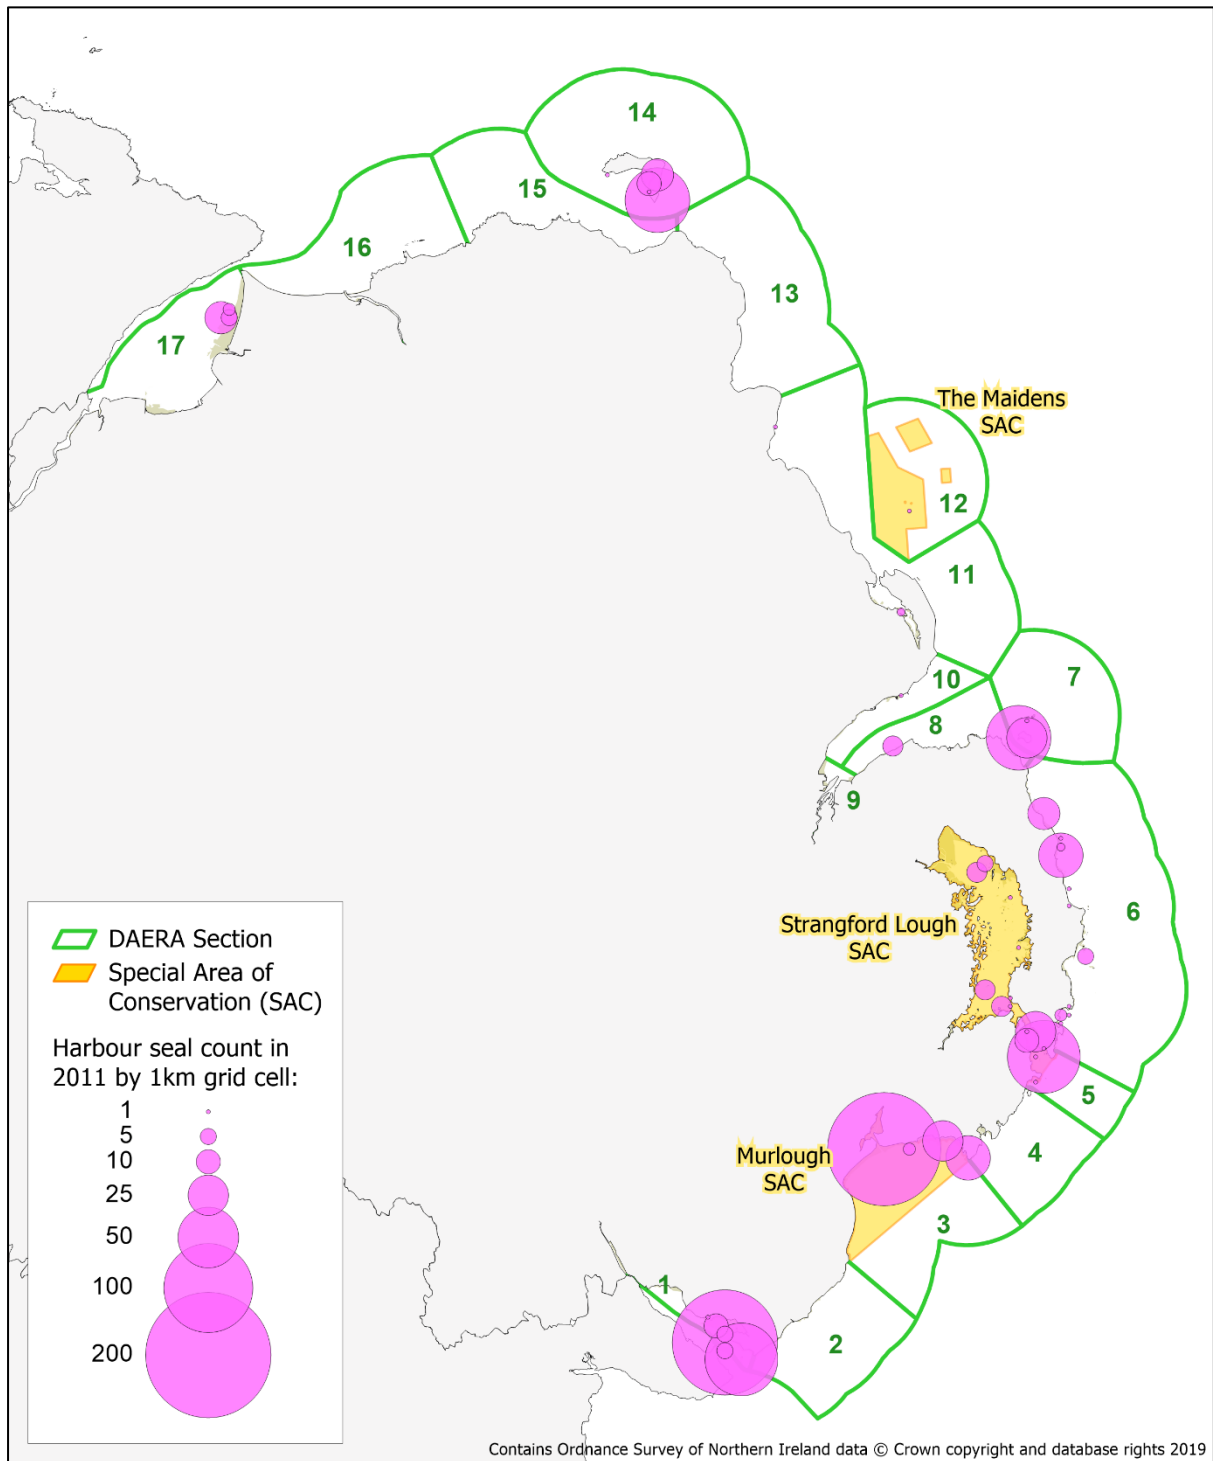 14
15
16
13
17
The Maidens
SAC
12
11
10
7
8
9
6
Strangford Lough
SAC
5
4
Murlough
SAC
3
1
2
DAERA Section
Special Area of
Conservation (SAC)
Harbour seal count in
2011 by 1km grid cell:
1
5
10
25
50
100
200
Contains Ordnance Survey of Northern Ireland data © Crown copyright and database rights 2019